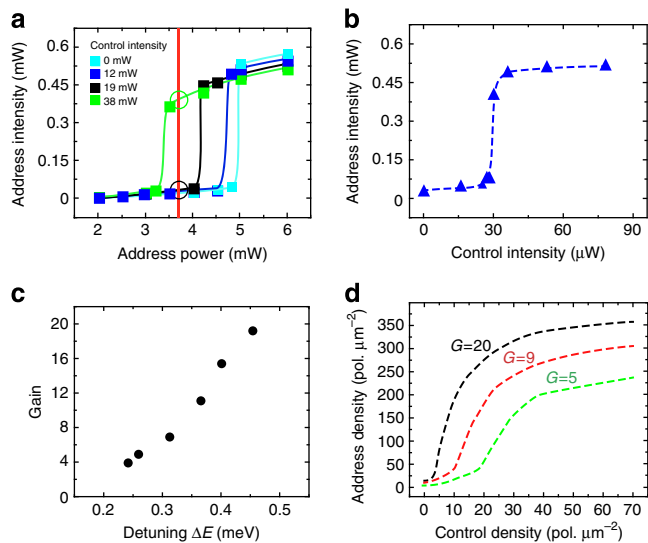 a
Address intensity (mW)
0.6
0.45
0.30
0.15
0
Control intensity
0 mW
12 mW
19 mW
38 mW
2 3 4 5 6
Address power (mW)
b
Address intensity (mW)
0.6
0.45
0.30
0.15
0
0 30 60 90
Control intensity (μW)
c
Gain
20
16
12
8
4
0
0.2 0.3 0.4 0.5
Detuning ΔE (meV)
d
Address density (pol. μm⁻²)
350
300
250
200
150
100
50
0
G=20
G=9
G=5
0 10 20 30 40 50 60 70
Control density (pol. μm⁻²)